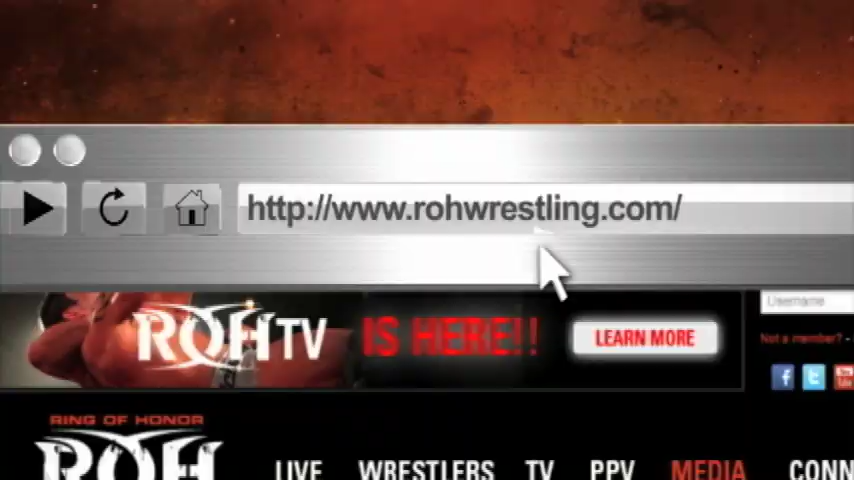 http://www.rohwrestling.com/
Username
ROH TV IS HERE!! LEARN MORE
Not a member? -
RING OF HONOR
ROH
LIVE WRESTLERS TV PPV MEDIA CONN